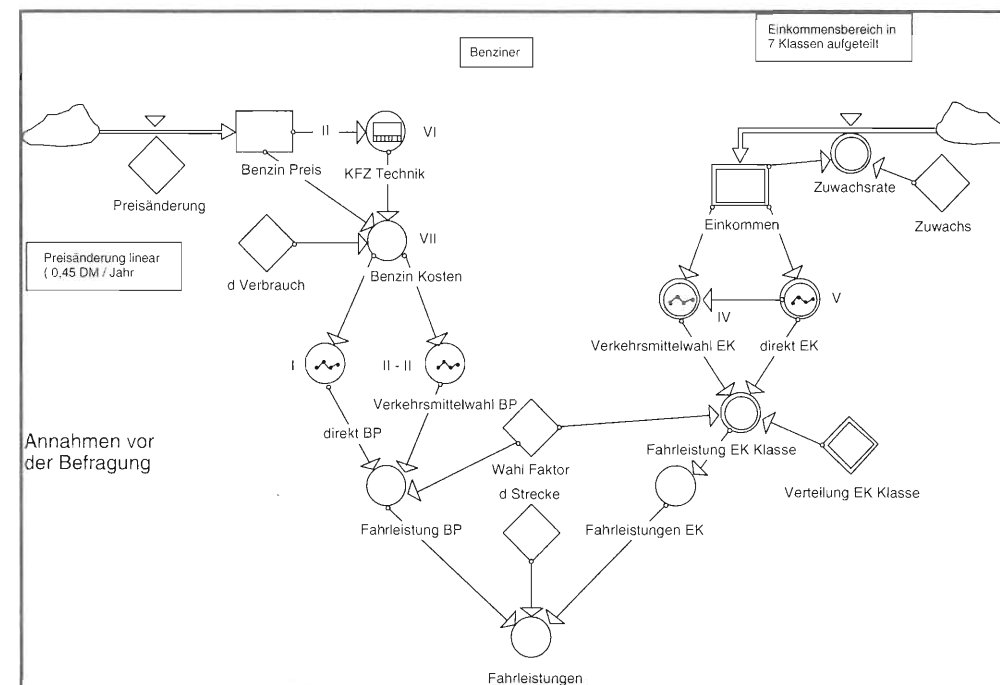 Benziner
Einkommensbereich in
7 Klassen aufgeteilt
II
VI
Benzin Preis
KFZ Technik
Preisänderung
Zuwachsrate
Zuwachs
Einkommen
Preisänderung linear
( 0,45 DM / Jahr
d Verbrauch
VII
Benzin Kosten
IV
V
Verkehrsmittelwahl EK
direkt EK
I
II - II
Verkehrsmittelwahl BP
direkt BP
Annahmen vor
der Befragung
Wahl Faktor
d Strecke
Fahrleistung EK Klasse
Verteilung EK Klasse
Fahrleistung BP
Fahrleistungen EK
Fahrleistungen